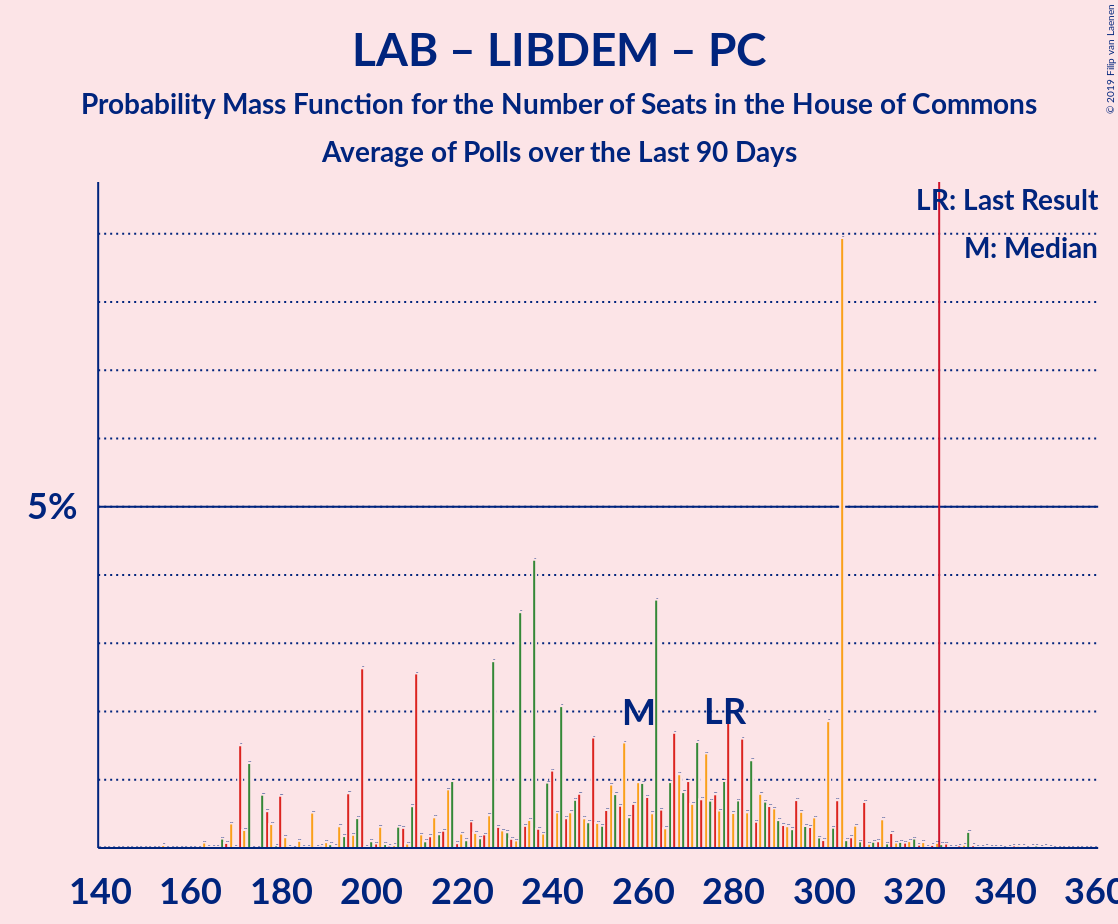 LAB – LIBDEM – PC
Probability Mass Function for the Number of Seats in the House of Commons
Average of Polls over the Last 90 Days
© 2019 Filip van Laenen
LR: Last Result
M: Median
5%
M LR
140 160 180 200 220 240 260 280 300 320 340 360